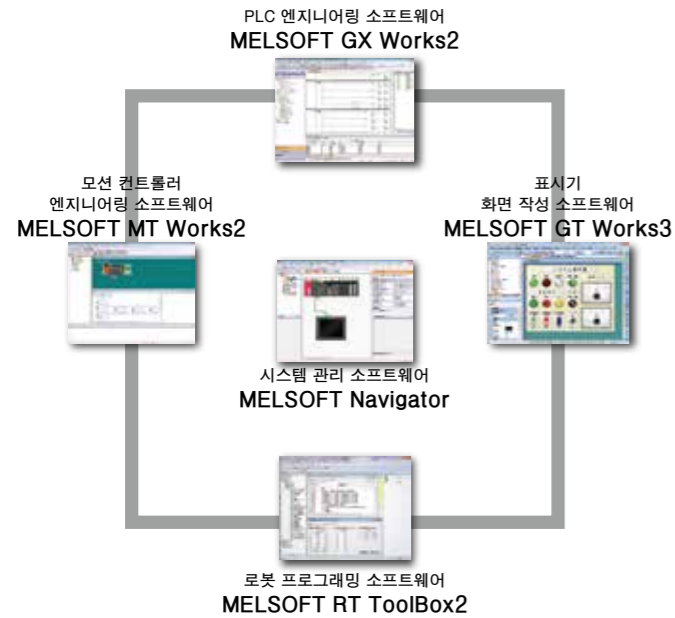 PLC 엔지니어링 소프트웨어
MELSOFT GX Works2
모션 컨트롤러
엔지니어링 소프트웨어
MELSOFT MT Works2
표시기
화면 작성 소프트웨어
MELSOFT GT Works3
시스템 관리 소프트웨어
MELSOFT Navigator
로봇 프로그래밍 소프트웨어
MELSOFT RT ToolBox2